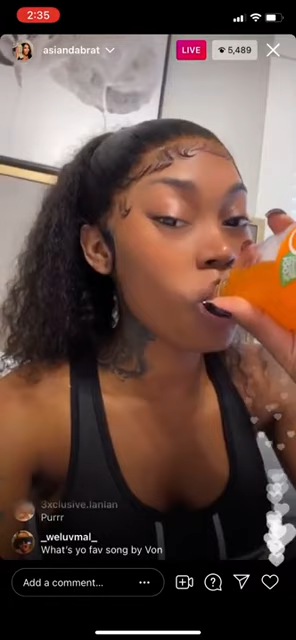 2:35
asiandabrat
LIVE
5,489
3xclusive.lanlan
Purrr
_weluvmal_
What's yo fav song by Von
Add a comment...